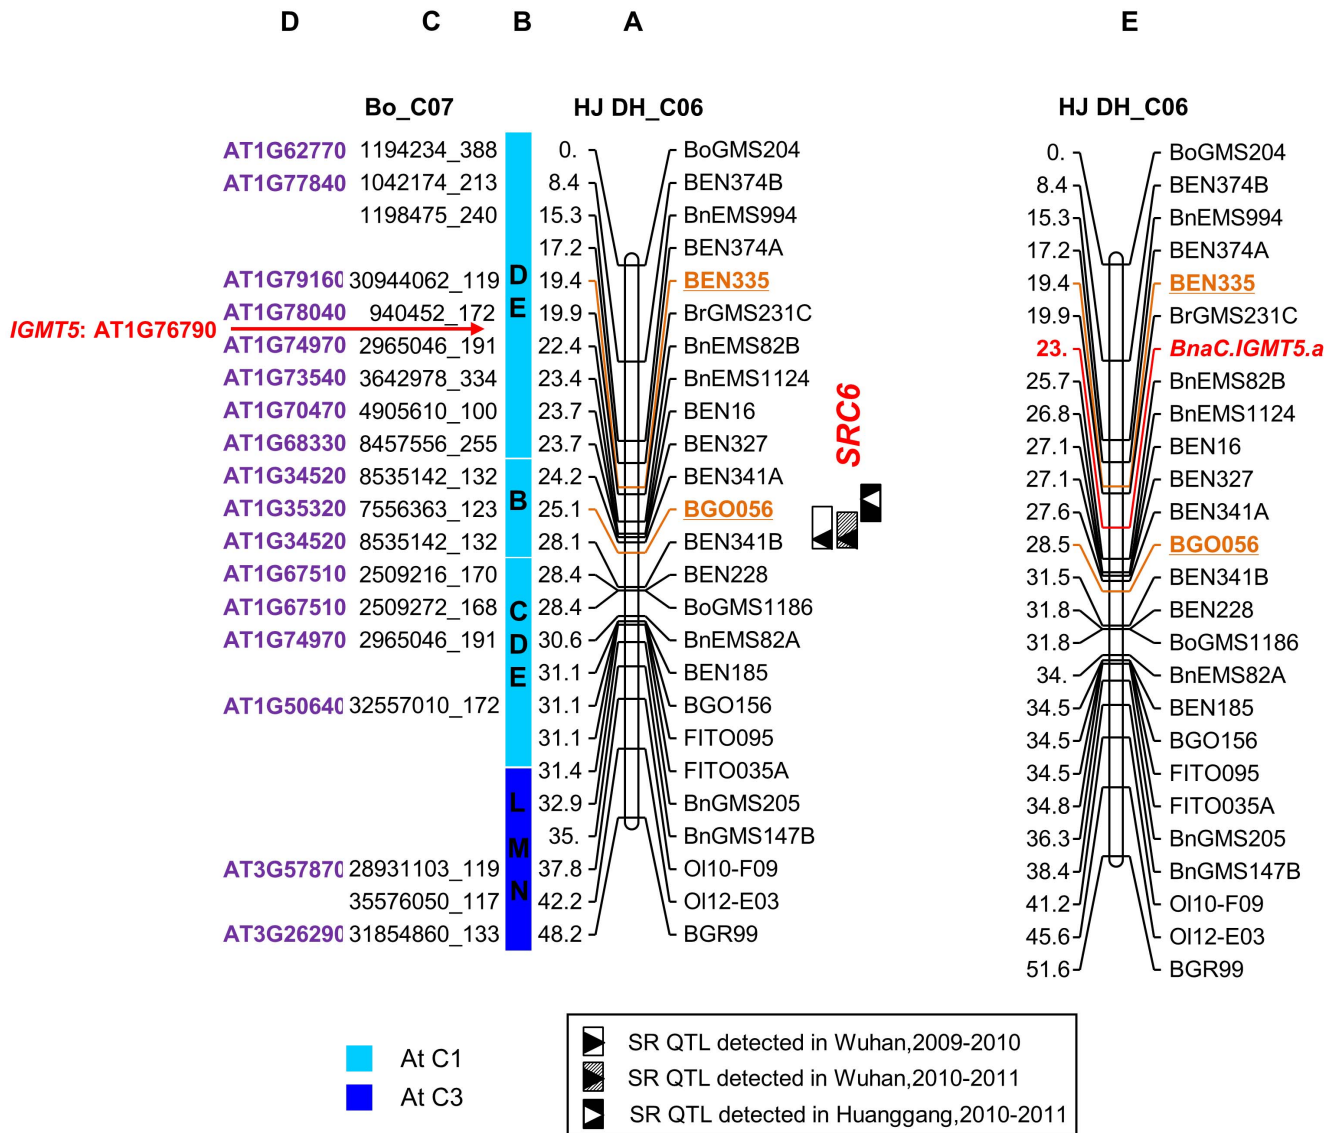 D C B A E
Bo_C07 HJ DH_C06 HJ DH_C06
AT1G62770 1194234_388 0. BoGMS204 0. BoGMS204
AT1G77840 1042174_213 8.4 BEN374B 8.4 BEN374B
1198475_240 15.3 BnEMS994 15.3 BnEMS994
17.2 BEN374A 17.2 BEN374A
AT1G79160 30944062_119 DE 19.4 BEN335 19.4 BEN335
AT1G78040 940452_172 19.9 BrGMS231C 19.9 BrGMS231C
IGMT5: AT1G76790
AT1G74970 2965046_191 22.4 BnEMS82B 23. BnaC.IGMT5.a
AT1G73540 3642978_334 23.4 BnEMS1124 25.7 BnEMS82B
AT1G70470 4905610_100 23.7 BEN16 26.8 BnEMS1124
SRC6
AT1G68330 8457556_255 23.7 BEN327 27.1 BEN16
AT1G34520 8535142_132 24.2 BEN341A 27.1 BEN327
AT1G35320 7556363_123 B 25.1 BGO056 27.6 BEN341A
AT1G34520 8535142_132 28.1 BEN341B 28.5 BGO056
AT1G67510 2509216_170 28.4 BEN228 31.5 BEN341B
AT1G67510 2509272_168 CDE 28.4 BoGMS1186 31.8 BEN228
AT1G74970 2965046_191 30.6 BnEMS82A 31.8 BoGMS1186
31.1 BEN185 34. BnEMS82A
AT1G50640 32557010_172 31.1 BGO156 34.5 BEN185
31.1 FITO095 34.5 BGO156
31.4 FITO035A 34.5 FITO095
LMN 32.9 BnGMS205 34.8 FITO035A
35. BnGMS147B 36.3 BnGMS205
AT3G57870 28931103_119 37.8 Ol10-F09 38.4 BnGMS147B
35576050_117 42.2 Ol12-E03 41.2 Ol10-F09
AT3G26290 31854860_133 48.2 BGR99 45.6 Ol12-E03
51.6 BGR99
At C1
At C3
SR QTL detected in Wuhan,2009-2010
SR QTL detected in Wuhan,2010-2011
SR QTL detected in Huanggang,2010-2011